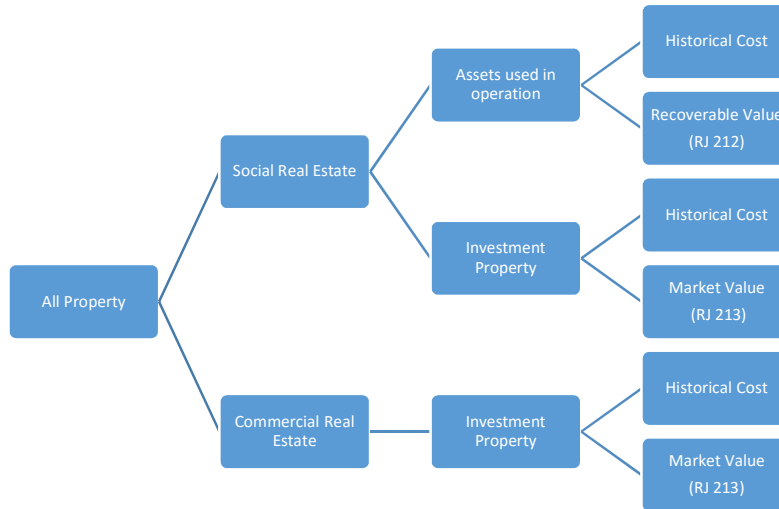 Historical Cost
Assets used in
operation
Recoverable Value
(RJ 212)
Social Real Estate
Historical Cost
Investment
Property
Market Value
(RJ 213)
All Property
Historical Cost
Commercial Real
Estate
Investment
Property
Market Value
(RJ 213)